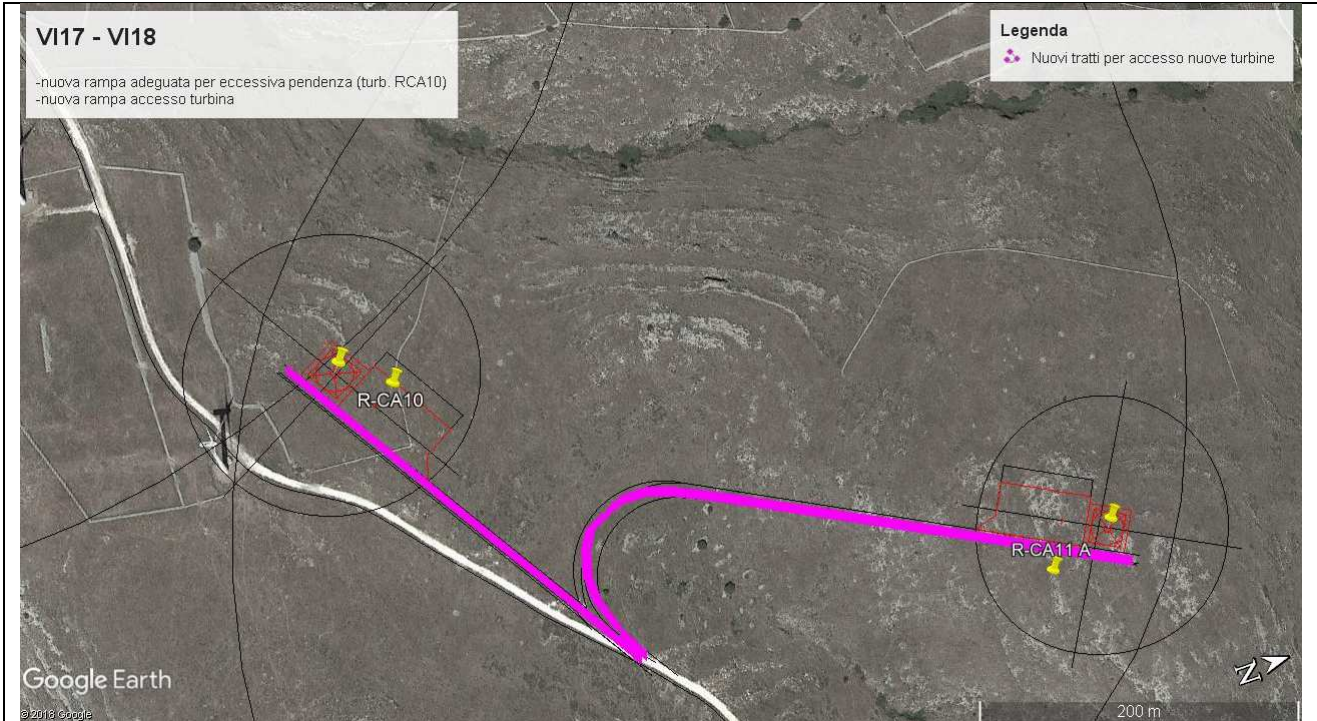 VI17 - VI18
-nuova rampa adeguata per eccessiva pendenza (turb. RCA10)
-nuova rampa accesso turbina
Legenda
Nuovi tratti per accesso nuove turbine
R-CA10
R-CA11 A
Google Earth
© 2018 Google
N
200 m